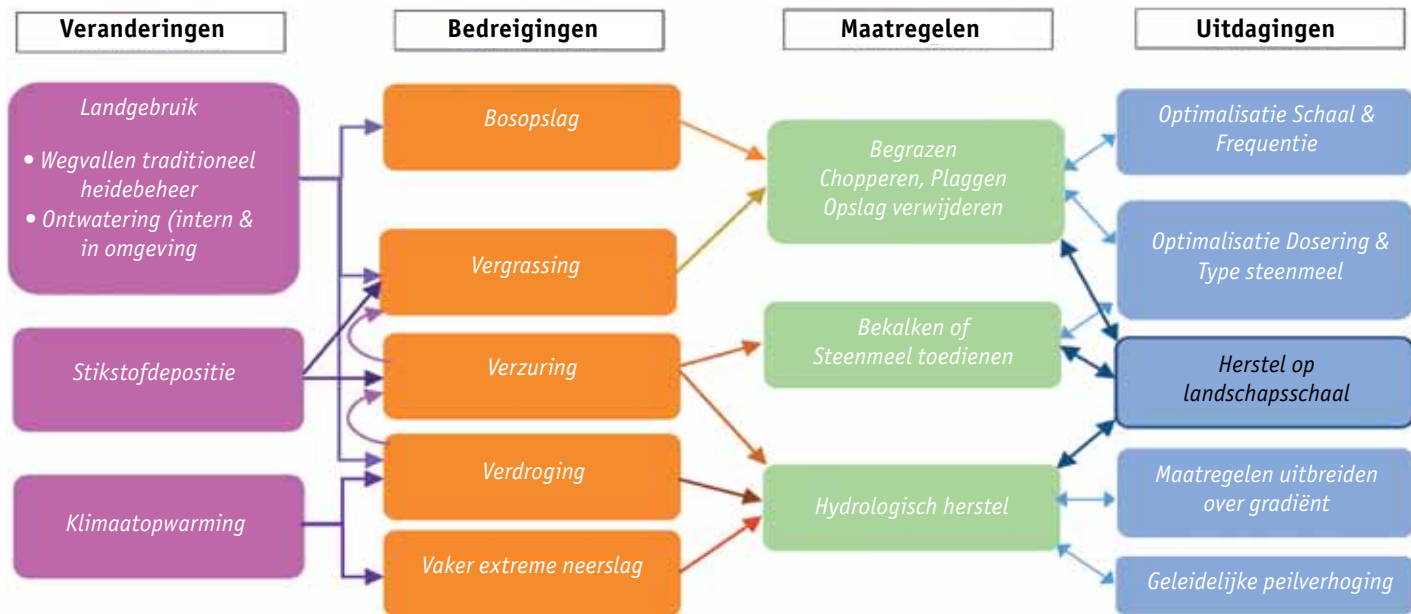 Veranderingen
Bedreigingen
Maatregelen
Uitdagingen
Landgebruik
• Wegvallen traditioneel
heidebeheer
• Ontwatering (intern &
in omgeving
Stikstofdepositie
Klimaatopwarming
Bosopslag
Vergrassing
Verzuring
Verdroging
Vaker extreme neerslag
Begrazen
Chopperen, Plaggen
Opslag verwijderen
Bekalken of
Steenmeel toedienen
Hydrologisch herstel
Optimalisatie Schaal &
Frequentie
Optimalisatie Dosering &
Type steenmeel
Herstel op
landschapsschaal
Maatregelen uitbreiden
over gradiënt
Geleidelijke peilverhoging